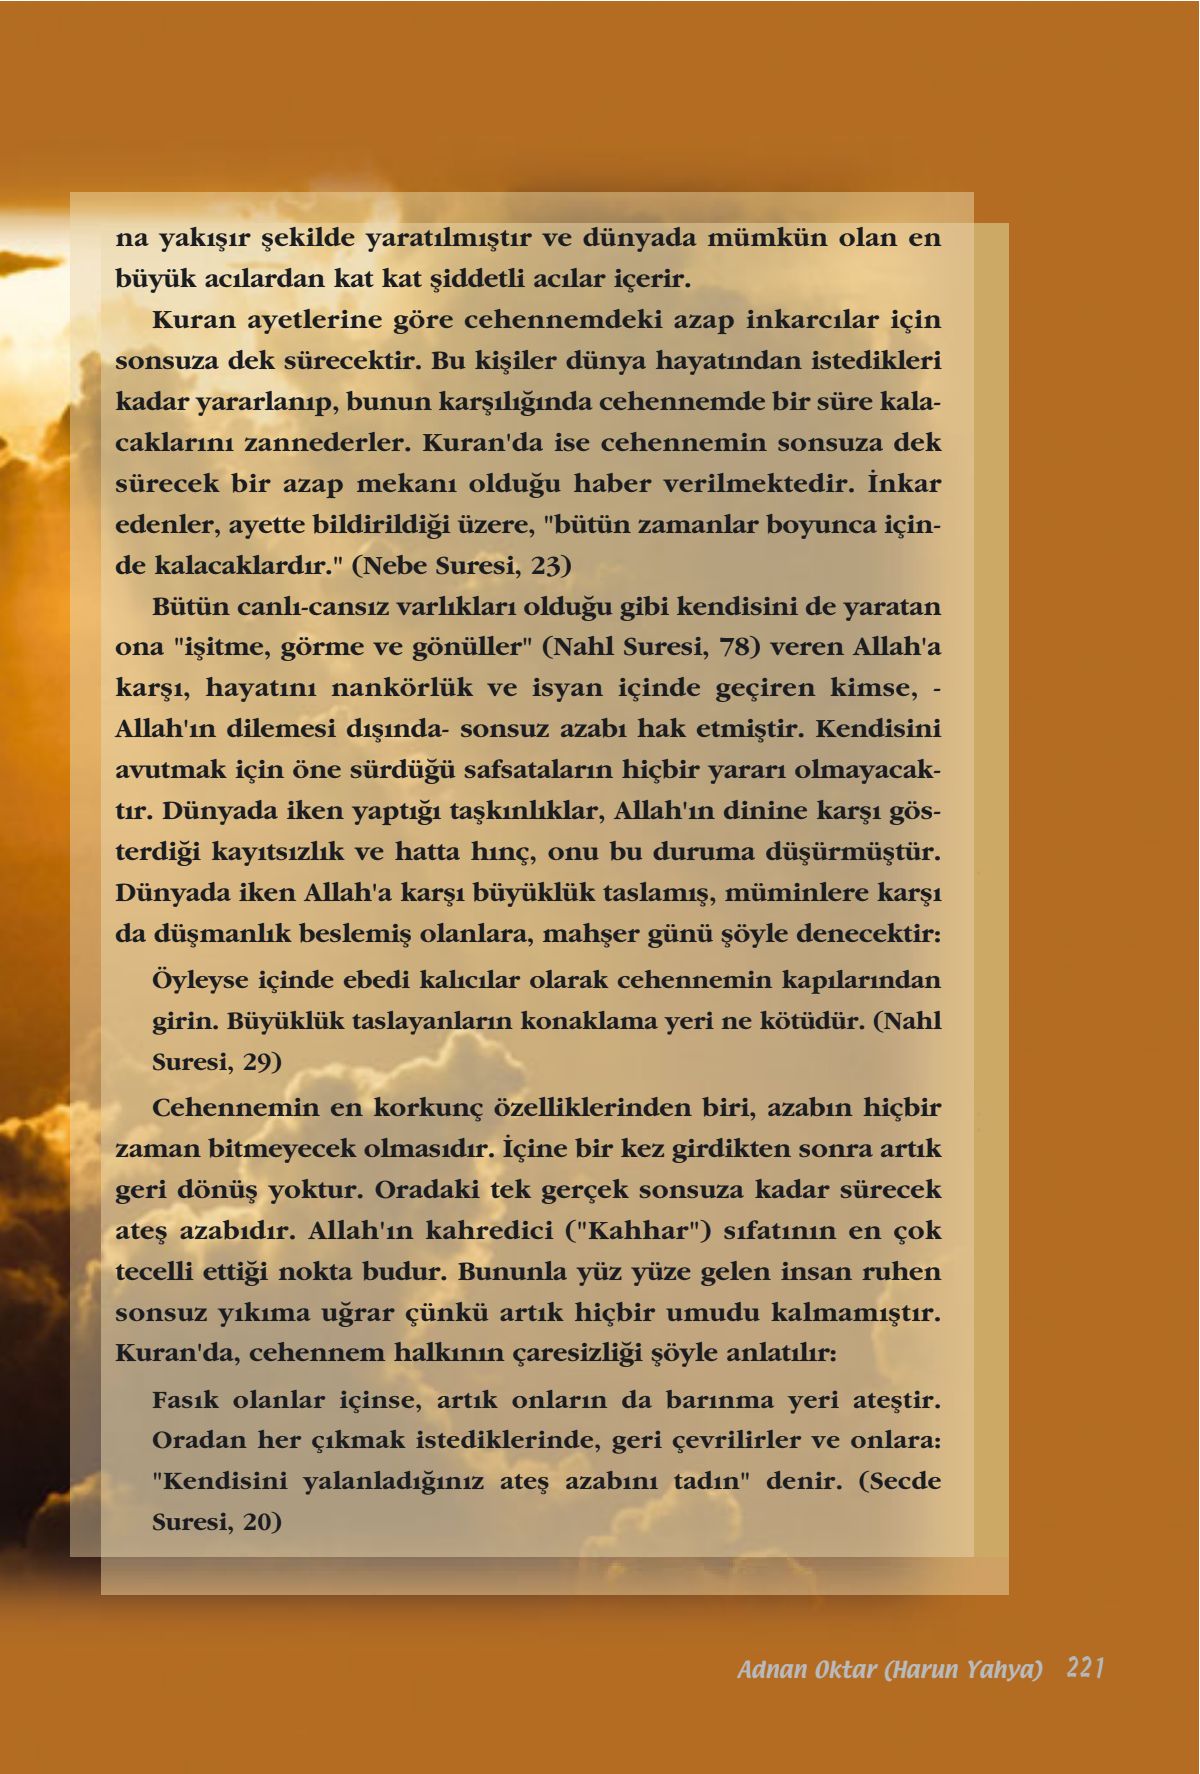 na yakışır şekilde yaratılmıştır ve dünyada mümkün olan en
büyük acılardan kat kat şiddetli acılar içerir.
Kuran ayetlerine göre cehennemdeki azap inkarcılar için
sonsuza dek sürecektir. Bu kişiler dünya hayatından istedikleri
kadar yararlanıp, bunun karşılığında cehennemde bir süre kala-
caklarını zannederler. Kuran'da ise cehennemin sonsuza dek
sürecek bir azap mekanı olduğu haber verilmektedir. İnkar
edenler, ayette bildirildiği üzere, "bütün zamanlar boyunca için-
de kalacaklardır." (Nebe Suresi, 23)
Bütün canlı-cansız varlıkları olduğu gibi kendisini de yaratan
ona "işitme, görme ve gönüller" (Nahl Suresi, 78) veren Allah'a
karşı, hayatını nankörlük ve isyan içinde geçiren kimse, -
Allah'ın dilemesi dışında- sonsuz azabı hak etmiştir. Kendisini
avutmak için öne sürdüğü safsataların hiçbir yararı olmayacak-
tır. Dünyada iken yaptığı taşkınlıklar, Allah'ın dinine karşı gös-
terdiği kayıtsızlık ve hatta hınç, onu bu duruma düşürmüştür.
Dünyada iken Allah'a karşı büyüklük taslamış, müminlere karşı
da düşmanlık beslemiş olanlara, mahşer günü şöyle denecektir:
Öyleyse içinde ebedi kalıcılar olarak cehennemin kapılarından
girin. Büyüklük taslayanların konaklama yeri ne kötüdür. (Nahl
Suresi, 29)
Cehennemin en korkunç özelliklerinden biri, azabın hiçbir
zaman bitmeyecek olmasıdır. İçine bir kez girdikten sonra artık
geri dönüş yoktur. Oradaki tek gerçek sonsuza kadar sürecek
ateş azabıdır. Allah'ın kahredici ("Kahhar") sıfatının en çok
tecelli ettiği nokta budur. Bununla yüz yüze gelen insan ruhen
sonsuz yıkıma uğrar çünkü artık hiçbir umudu kalmamıştır.
Kuran'da, cehennem halkının çaresizliği şöyle anlatılır:
Fasık olanlar içinse, artık onların da barınma yeri ateştir.
Oradan her çıkmak istediklerinde, geri çevrilirler ve onlara:
"Kendisini yalanladığınız ateş azabını tadın" denir. (Secde
Suresi, 20)
Adnan Oktar (Harun Yahya) 221